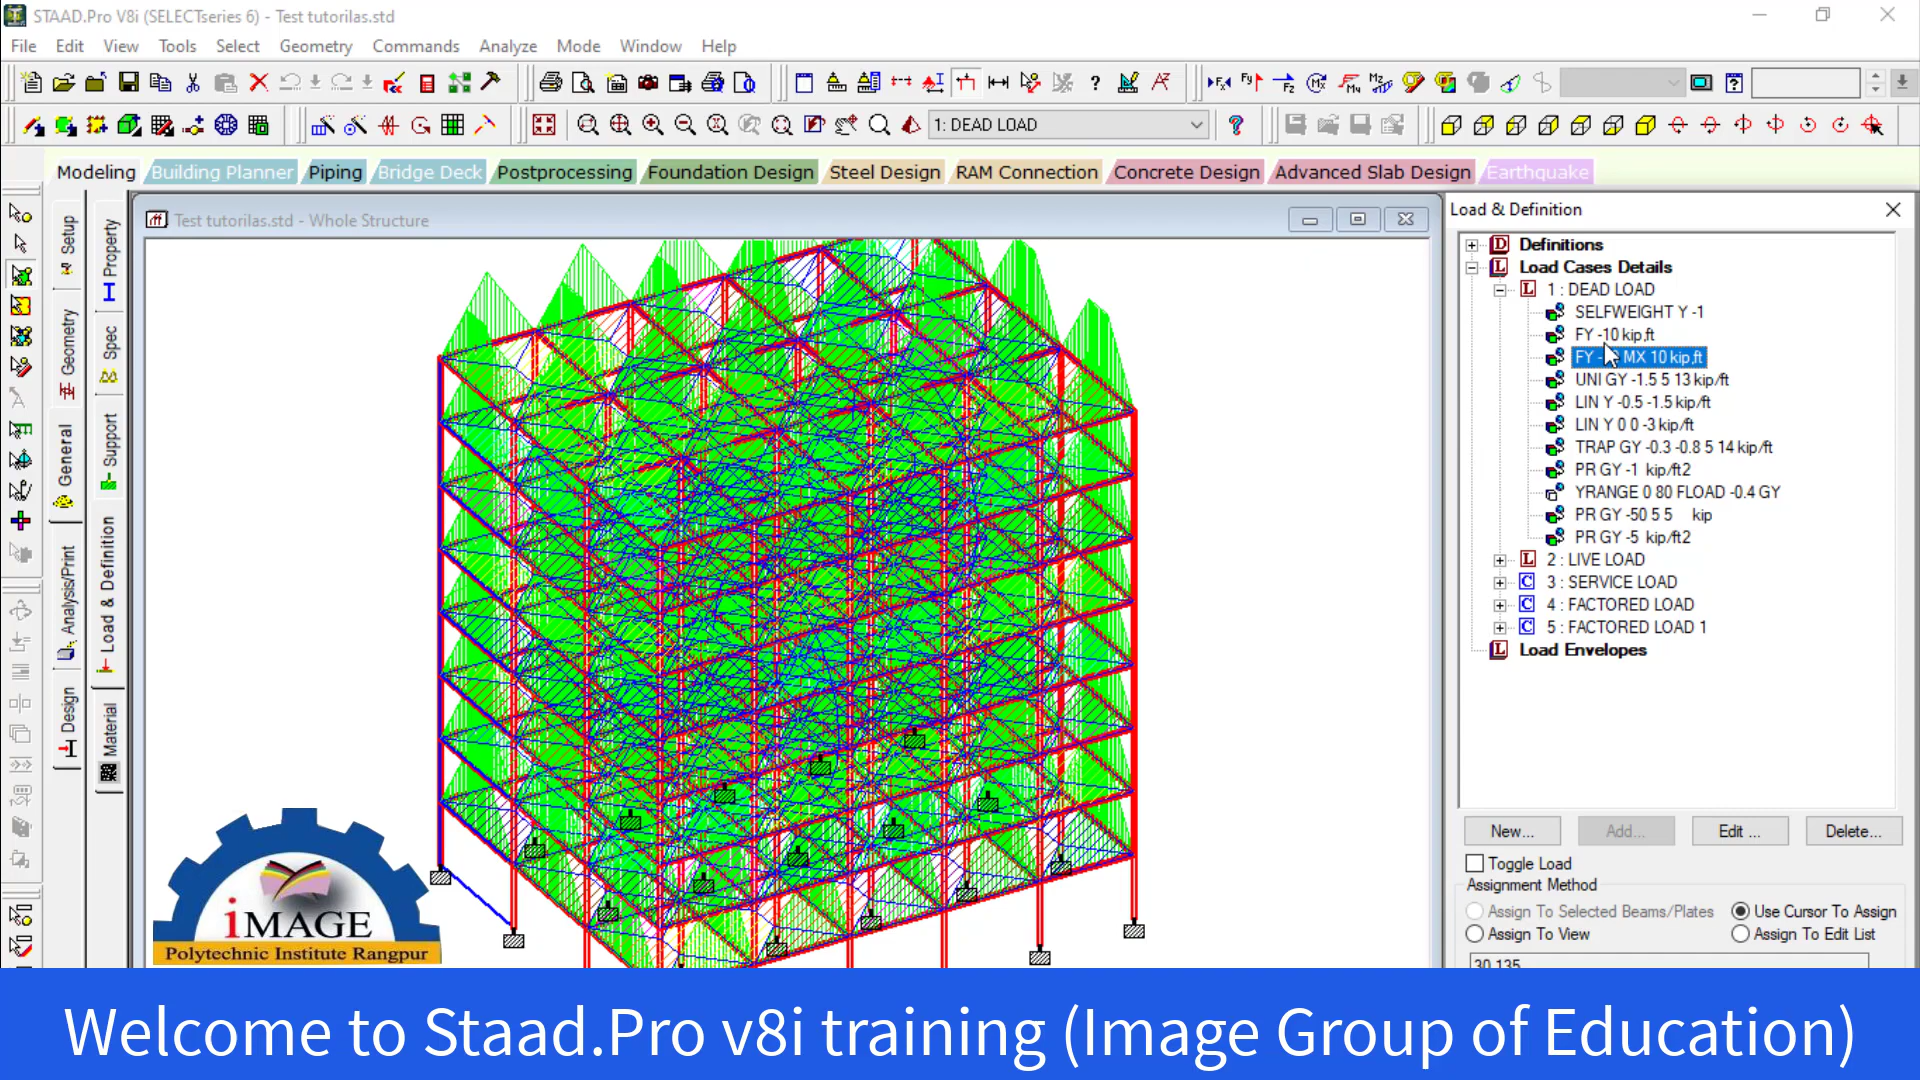 STAAD.Pro V8i (SELECTseries 6) - Test tutorilas.std
File Edit View Tools Select Geometry Commands Analyze Mode Window Help
1: DEAD LOAD
Modeling Building Planner Piping Bridge Deck Postprocessing Foundation Design Steel Design RAM Connection Concrete Design Advanced Slab Design Earthquake
Setup
Geometry
General
Analysis/Print
Design
Property
Spec
Support
Load & Definition
Material
Test tutorilas.std - Whole Structure
iMAGE
Polytechnic Institute Rangpur
Load & Definition
Definitions
Load Cases Details
1 : DEAD LOAD
SELFWEIGHT Y -1
FY -10 kip,ft
FY - MX 10 kip,ft
UNI GY -1.5 5 13 kip/ft
LIN Y -0.5 -1.5 kip/ft
LIN Y 0 0 -3 kip/ft
TRAP GY -0.3 -0.8 5 14 kip/ft
PR GY -1 kip/ft2
YRANGE 0 80 FLOAD -0.4 GY
PR GY -50 5 5 kip
PR GY -5 kip/ft2
2 : LIVE LOAD
3 : SERVICE LOAD
4 : FACTORED LOAD
5 : FACTORED LOAD 1
Load Envelopes
New... Add... Edit ... Delete...
Toggle Load
Assignment Method
Assign To Selected Beams/Plates Use Cursor To Assign
Assign To View Assign To Edit List
30 135
Welcome to Staad.Pro v8i training (Image Group of Education)